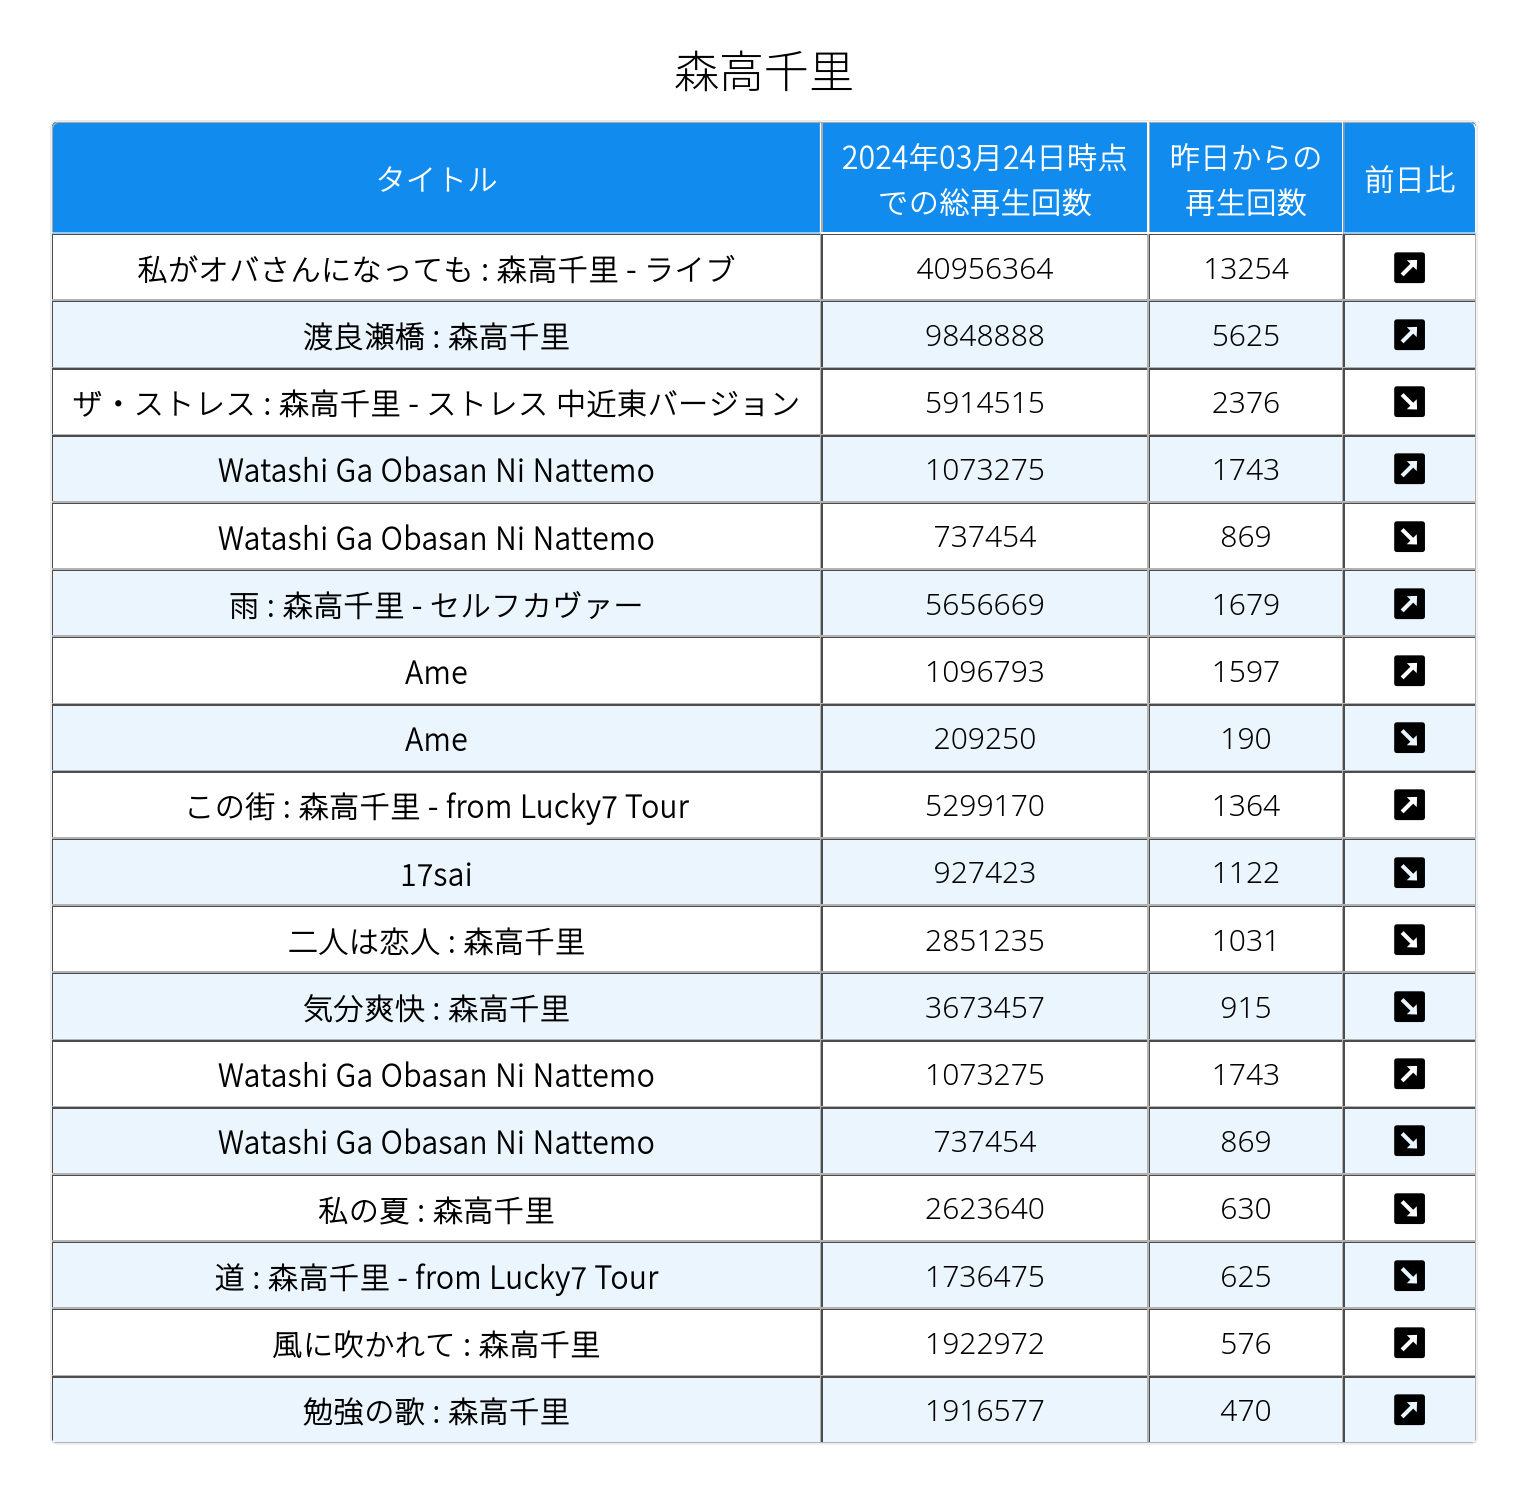 森高千里
タイトル 2024年03月24日時点での総再生回数 昨日からの再生回数 前日比
私がオバさんになっても : 森高千里 - ライブ 40956364 13254 ↗
渡良瀬橋 : 森高千里 9848888 5625 ↗
ザ・ストレス : 森高千里 - ストレス 中近東バージョン 5914515 2376 ↘
Watashi Ga Obasan Ni Nattemo 1073275 1743 ↗
Watashi Ga Obasan Ni Nattemo 737454 869 ↘
雨 : 森高千里 - セルフカヴァー 5656669 1679 ↗
Ame 1096793 1597 ↗
Ame 209250 190 ↘
この街 : 森高千里 - from Lucky7 Tour 5299170 1364 ↗
17sai 927423 1122 ↘
二人は恋人 : 森高千里 2851235 1031 ↘
気分爽快 : 森高千里 3673457 915 ↘
Watashi Ga Obasan Ni Nattemo 1073275 1743 ↗
Watashi Ga Obasan Ni Nattemo 737454 869 ↘
私の夏 : 森高千里 2623640 630 ↘
道 : 森高千里 - from Lucky7 Tour 1736475 625 ↘
風に吹かれて : 森高千里 1922972 576 ↗
勉強の歌 : 森高千里 1916577 470 ↗